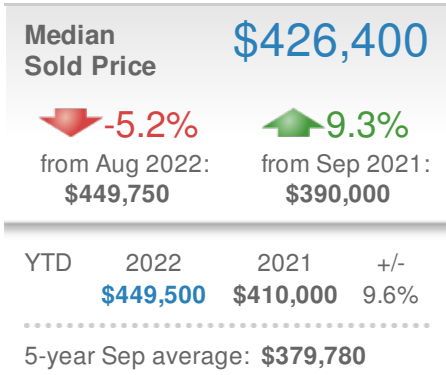 Median $426,400
Sold Price
-5.2% 9.3%
from Aug 2022: from Sep 2021:
$449,750 $390,000
YTD 2022 2021 +/-
$449,500 $410,000 9.6%
5-year Sep average: $379,780